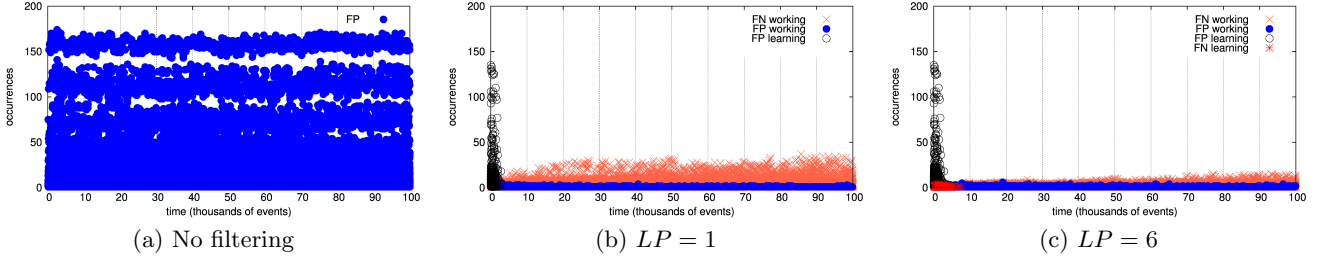 FP
occurrences
200
150
100
50
0
0 10 20 30 40 50 60 70 80 90 100
time (thousands of events)
(a) No filtering
FN working
FP working
FP learning
occurrences
200
150
100
50
0
0 10 20 30 40 50 60 70 80 90 100
time (thousands of events)
(b) LP = 1
FN working
FP working
FP learning
FN learning
occurrences
200
150
100
50
0
0 10 20 30 40 50 60 70 80 90 100
time (thousands of events)
(c) LP = 6